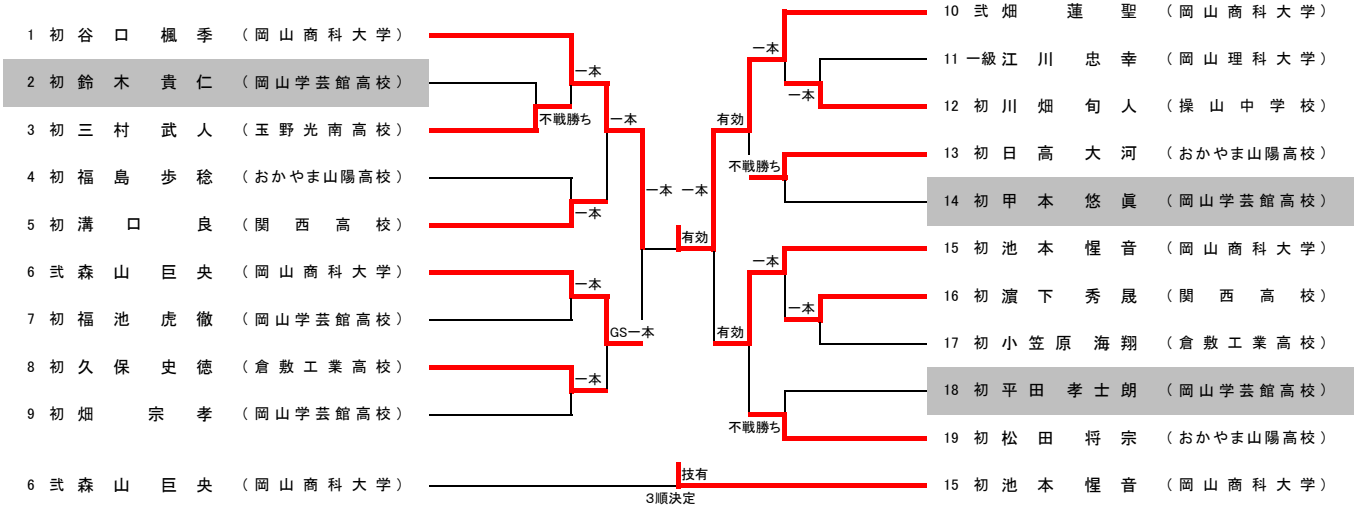 1 初 谷口 楓季 (岡山商科大学)
2 初 鈴木 貴仁 (岡山学芸館高校)
3 初 三村 武人 (玉野光南高校)
4 初 福島 歩稔 (おかやま山陽高校)
5 初 溝口 良 (関西高校)
6 弐 森山 巨央 (岡山商科大学)
7 初 福池 虎徹 (岡山学芸館高校)
8 初 久保 史徳 (倉敷工業高校)
9 初 畑 宗孝 (岡山学芸館高校)
6 弐 森山 巨央 (岡山商科大学)
一本
不戦勝ち
一本
一本
一本
一本
GS一本
一本
一本
有効
技有
3順決定
一本
一本
有効
不戦勝ち
一本
一本
有効
不戦勝ち
10 弐 畑 蓮聖 (岡山商科大学)
11 一級 江川 忠幸 (岡山理科大学)
12 初 川畑 旬人 (操山中学校)
13 初 日高 大河 (おかやま山陽高校)
14 初 甲本 悠眞 (岡山学芸館高校)
15 初 池本 惺音 (岡山商科大学)
16 初 濵下 秀晟 (関西高校)
17 初 小笠原 海翔 (倉敷工業高校)
18 初 平田 孝士朗 (岡山学芸館高校)
19 初 松田 将宗 (おかやま山陽高校)
15 初 池本 惺音 (岡山商科大学)